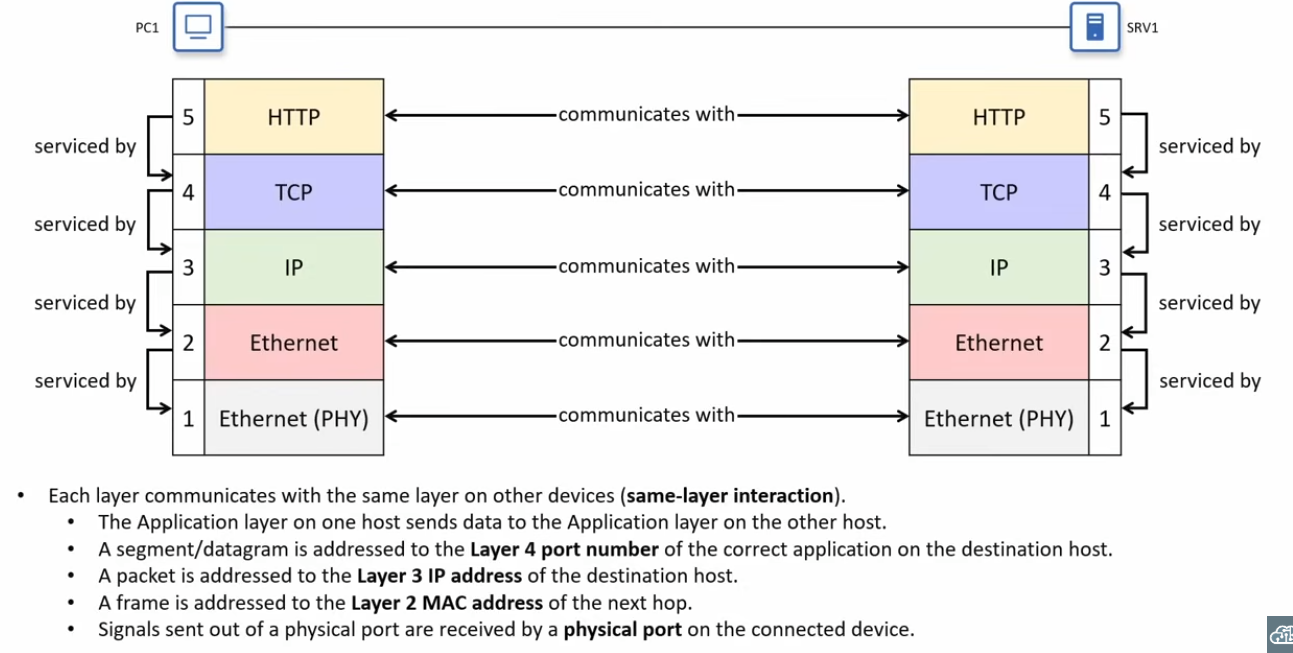 PC1 SRV1
5 HTTP communicates with HTTP 5
serviced by serviced by
4 TCP communicates with TCP 4
serviced by serviced by
3 IP communicates with IP 3
serviced by serviced by
2 Ethernet communicates with Ethernet 2
serviced by serviced by
1 Ethernet (PHY) communicates with Ethernet (PHY) 1
• Each layer communicates with the same layer on other devices (same-layer interaction).
• The Application layer on one host sends data to the Application layer on the other host.
• A segment/datagram is addressed to the Layer 4 port number of the correct application on the destination host.
• A packet is addressed to the Layer 3 IP address of the destination host.
• A frame is addressed to the Layer 2 MAC address of the next hop.
• Signals sent out of a physical port are received by a physical port on the connected device.